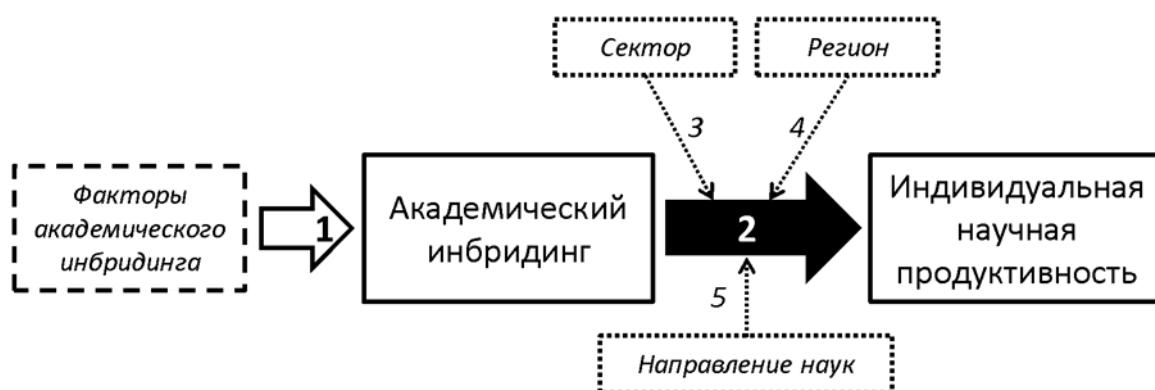 Сектор
Регион
3
4
Факторы
академического
инбридинга
1
Академический
инбридинг
2
Индивидуальная
научная
продуктивность
5
Направление наук